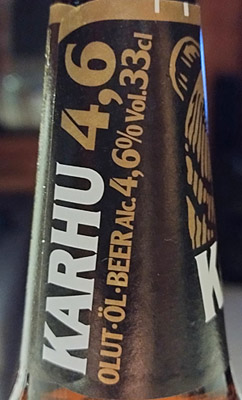 KARHU 4,6
OLUT·ÖL·BEER Alc. 4,6% Vol. 33cl
K